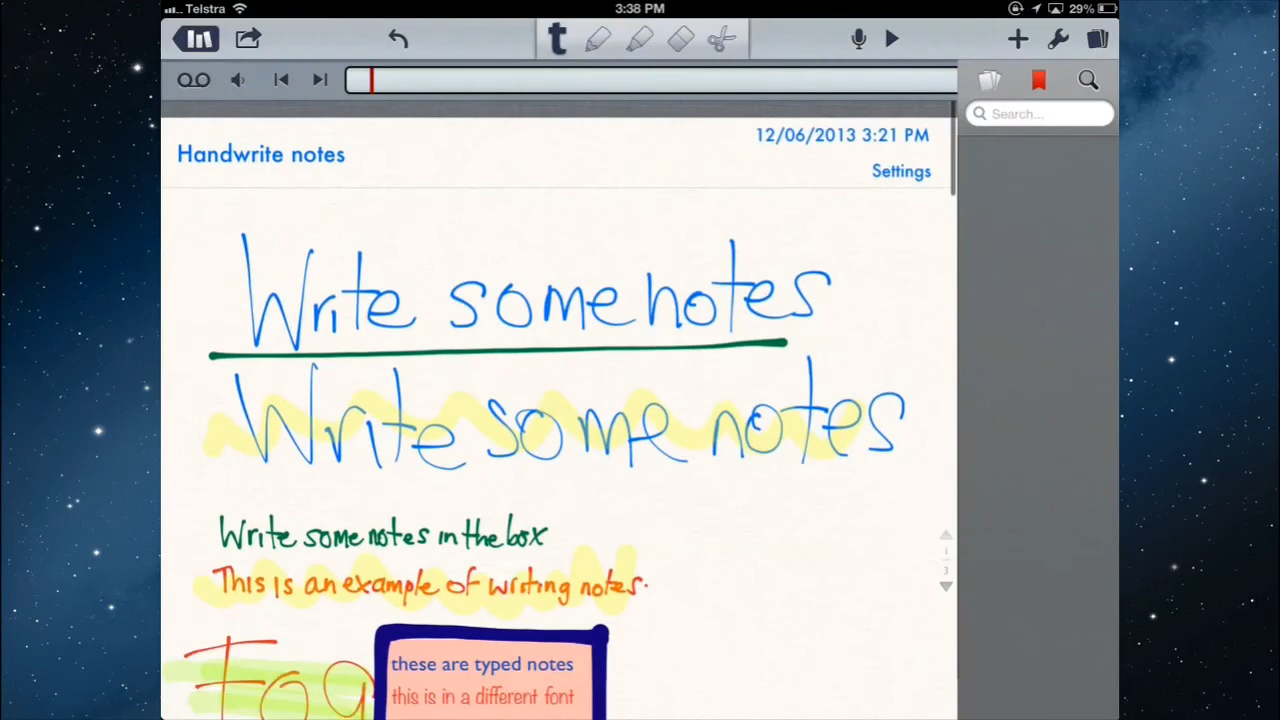 Telstra 3:38 PM 29%
t
Search...
12/06/2013 3:21 PM
Handwrite notes
Settings
Write some notes
Write some notes
Write some notes in the box
This is an example of writing notes.
these are typed notes
this is in a different font